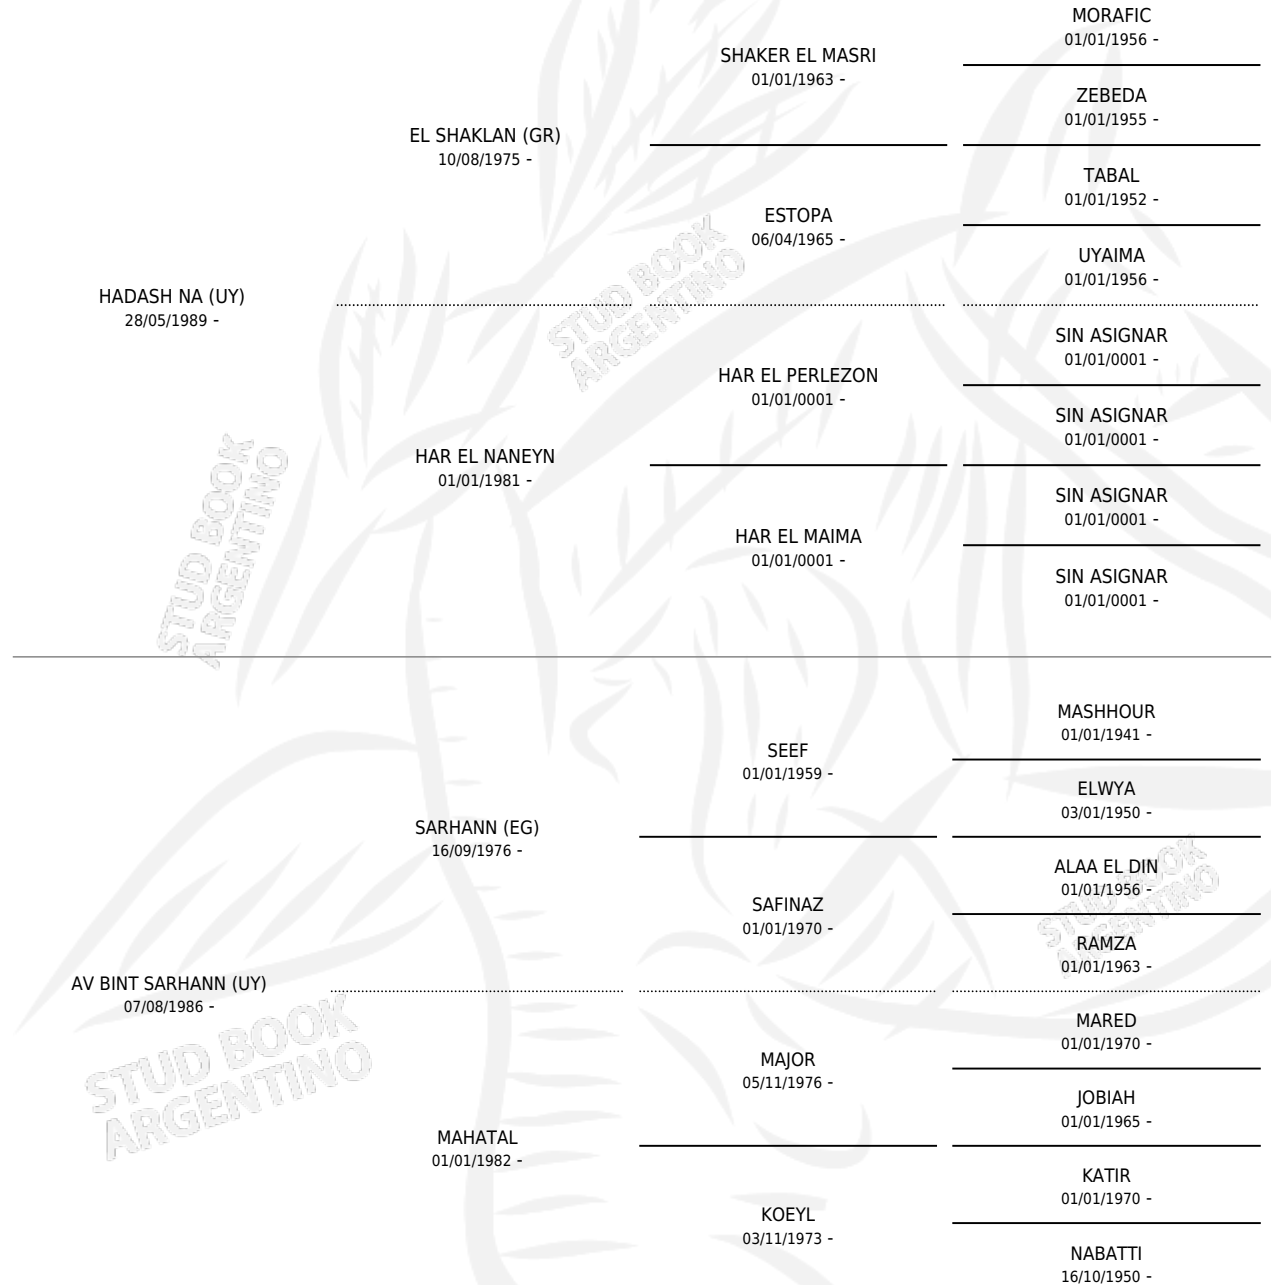 MORAFIC
01/01/1956 -
SHAKER EL MASRI
01/01/1963 -
ZEBEDA
01/01/1955 -
EL SHAKLAN (GR)
10/08/1975 -
TABAL
01/01/1952 -
ESTOPA
06/04/1965 -
UYAIMA
01/01/1956 -
HADASH NA (UY)
28/05/1989 -
SIN ASIGNAR
01/01/0001 -
HAR EL PERLEZON
01/01/0001 -
SIN ASIGNAR
01/01/0001 -
HAR EL NANEYN
01/01/1981 -
SIN ASIGNAR
01/01/0001 -
HAR EL MAIMA
01/01/0001 -
SIN ASIGNAR
01/01/0001 -
STUD BOOK
ARGENTINO
STUD BOOK
ARGENTINO
MASHHOUR
01/01/1941 -
SEEF
01/01/1959 -
ELWYA
03/01/1950 -
SARHANN (EG)
16/09/1976 -
ALAA EL DIN
01/01/1956 -
SAFINAZ
01/01/1970 -
RAMZA
01/01/1963 -
STUD BOOK
ARGENTINO
AV BINT SARHANN (UY)
07/08/1986 -
MARED
01/01/1970 -
MAJOR
05/11/1976 -
JOBIAH
01/01/1965 -
MAHATAL
01/01/1982 -
KATIR
01/01/1970 -
KOEYL
03/11/1973 -
NABATTI
16/10/1950 -
STUD BOOK
ARGENTINO